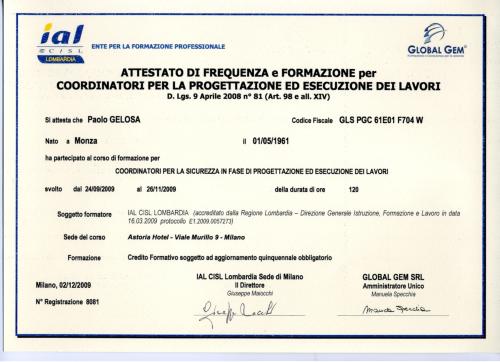 ial
CISL
LOMBARDIA
ENTE PER LA FORMAZIONE PROFESSIONALE
GLOBAL GEM®
ATTESTATO DI FREQUENZA e FORMAZIONE per
COORDINATORI PER LA PROGETTAZIONE ED ESECUZIONE DEI LAVORI
D. Lgs. 9 Aprile 2008 n° 81 (Art. 98 e all. XIV)
Si attesta che Paolo GELOSA Codice Fiscale GLS PGC 61E01 F704 W
Nato a Monza il 01/05/1961
ha partecipato al corso di formazione per
COORDINATORI PER LA SICUREZZA IN FASE DI PROGETTAZIONE ED ESECUZIONE DEI LAVORI
svolto dal 24/09/2009 al 26/11/2009 della durata di ore 120
Soggetto formatore IAL CISL LOMBARDIA (accreditato dalla Regione Lombardia – Direzione Generale Istruzione, Formazione e Lavoro in data
16.03.2009 protocollo E1.2009.0057273)
Sede del corso Astoria Hotel - Viale Murillo 9 - Milano
Formazione Credito Formativo soggetto ad aggiornamento quinquennale obbligatorio
Milano, 02/12/2009
IAL CISL Lombardia Sede di Milano
Il Direttore
Giuseppe Maiocchi
GLOBAL GEM SRL
Amministratore Unico
Manuela Specchia
N° Registrazione 8081